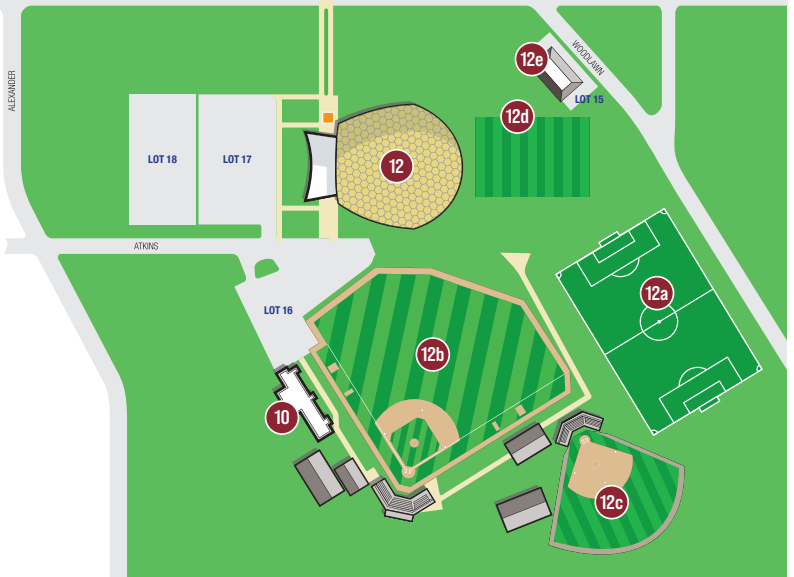 WOODLAWN
12e
ALEXANDER
LOT 15
12d
LOT 18
LOT 17
12
ATKINS
12a
LOT 16
12b
10
12c